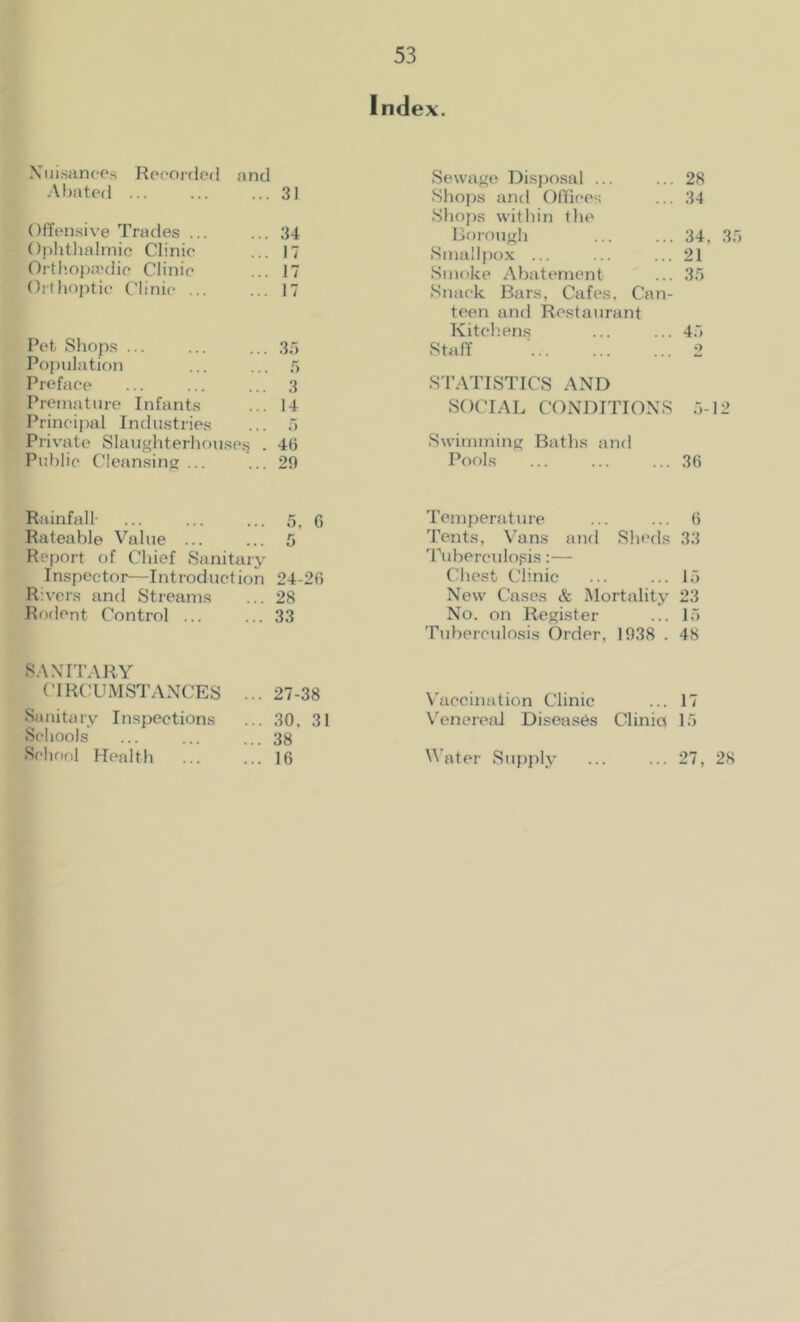 53
Index.
Nuisances Recorded and
Abated ... ... ... 31
Offensive Trades ... ... 34
Ophthalmic Clinic ... 17
Orthopædic Clinic ... 17
Orthoptic Clinic ... ... 17
Pet Shops ... ... ... 35
Population ... ... 5
Preface ... ... ... 3
Premature Infants ... 14
Principal Industries ... 5
Private Slaughterhouses . 46
Public Cleansing ... ... 29
Rainfall ... ... ... 5, 6
Rateable Value ... ... 5
Report of Chief Sanitary
Inspector—Introduction 24-26
Rivers and Streams ... 28
Rodent Control ... ... 33
SANITARY
CIRCUMSTANCES ... 27-38
Sanitary Inspections ... 30, 31
Schools ... ... ... 38
School Health ... ... 16
Sewage Disposal ... ... 28
Shops and Offices ... 34
Shops within the
Borough ... ... 34, 35
Smallpox ... ... ... 21
Smoke Abatement ... 35
Snack Bars, Cafes, Can-
teen and Restaurant
Kitchens ... ... 45
Staff ... ... ... 2
STATISTICS AND
SOCIAL CONDITIONS 5-12
Swimming Baths and
Pools ... ... ... 36
Temperature ... ... 6
Tents, Vans and Sheds 33
Tuberculosis:—
Chest Clinic ... ... 15
New Cases & Mortality 23
No. on Register ... 15
Tuberculosis Order, 1938 . 48
Vaccination Clinic ... 17
Venereal Diseases Clinic 15
Water Supply ... ... 27, 28